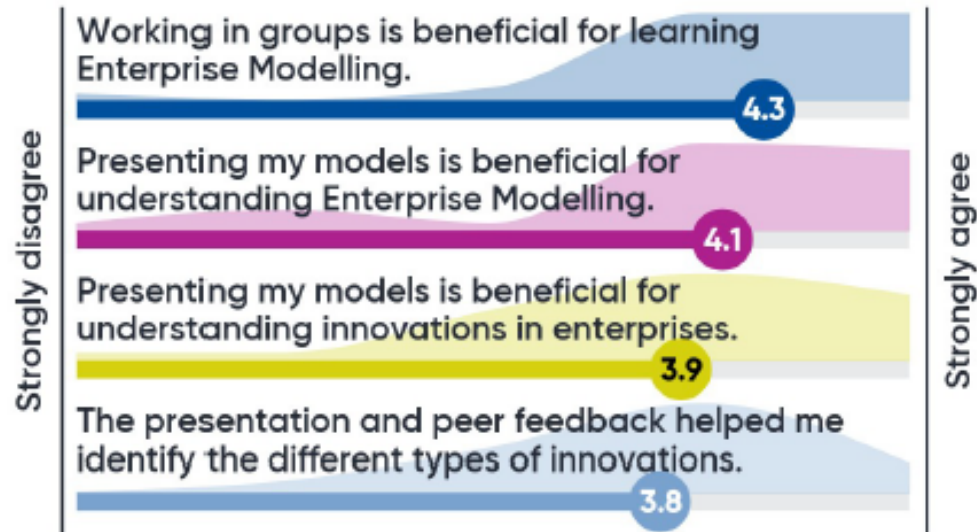 Strongly disagree
Working in groups is beneficial for learning
Enterprise Modelling.
4.3
Presenting my models is beneficial for
understanding Enterprise Modelling.
4.1
Presenting my models is beneficial for
understanding innovations in enterprises.
3.9
The presentation and peer feedback helped me
identify the different types of innovations.
3.8
Strongly agree